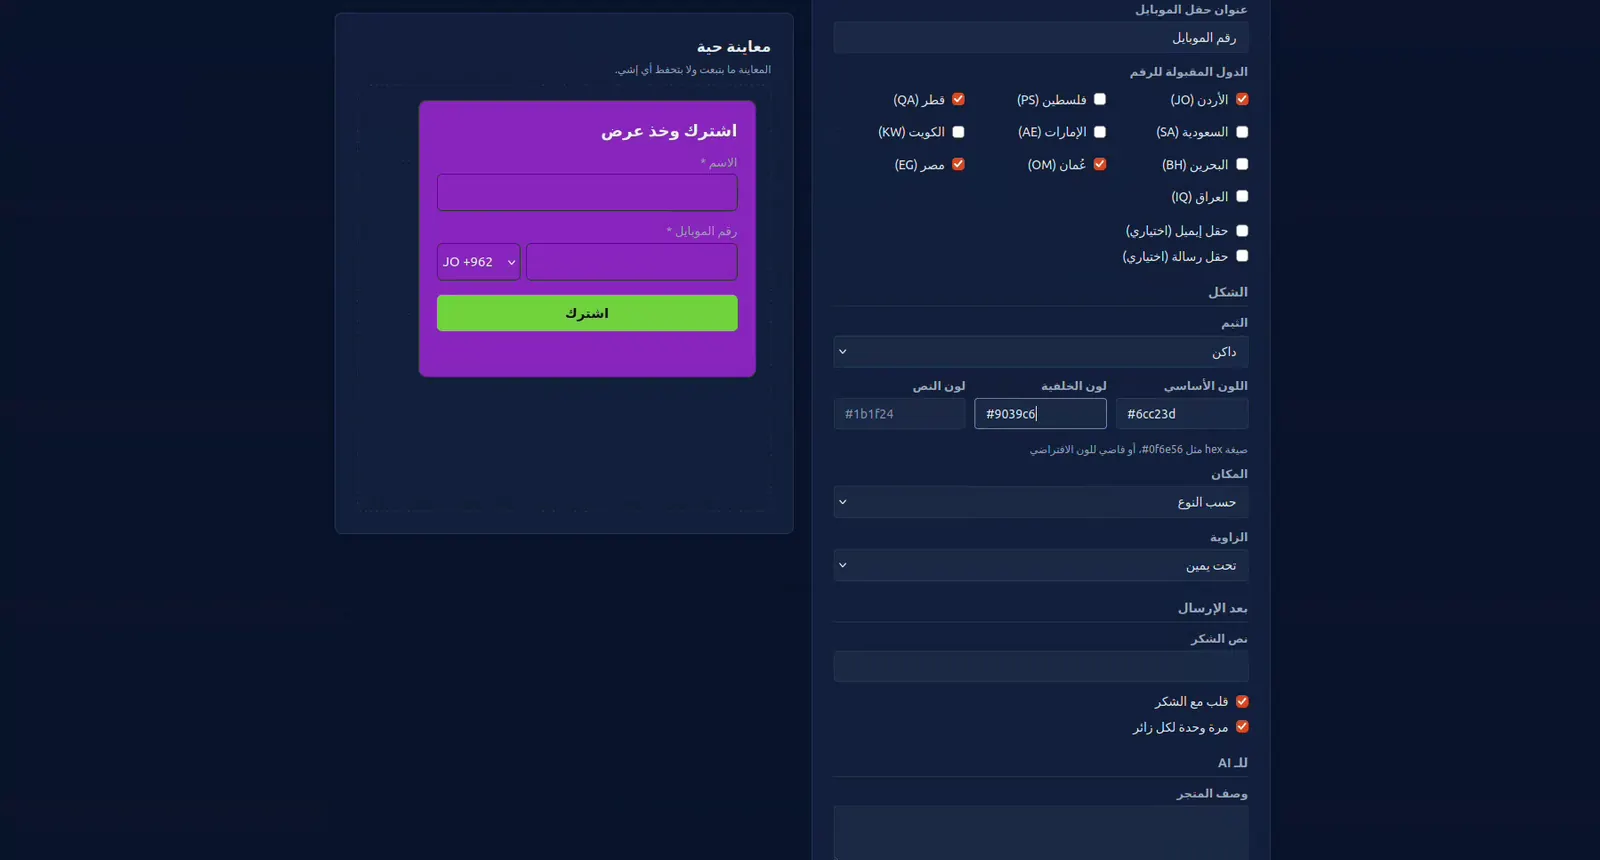 عنوان حقل الموبايل
رقم الموبايل
الدول المقبولة للرقم
الأردن (JO)
فلسطين (PS)
قطر (QA)
السعودية (SA)
الإمارات (AE)
الكويت (KW)
البحرين (BH)
عُمان (OM)
مصر (EG)
العراق (IQ)
حقل إيميل (اختياري)
حقل رسالة (اختياري)
الشكل
الثيم
داكن
اللون الأساسي
لون الخلفية
لون النص
#6cc23d
#9039c6
#1b1f24
صيغة hex مثل #0f6e56، أو فاضي للون الافتراضي
المكان
حسب النوع
الزاوية
تحت يمين
بعد الإرسال
نص الشكر
قلب مع الشكر
مرة وحدة لكل زائر
للـ AI
وصف المتجر
معاينة حية
المعاينة ما بتبعت ولا بتحفظ أي إشي.
اشترك وخذ عرض
الاسم *
رقم الموبايل *
JO +962
اشترك